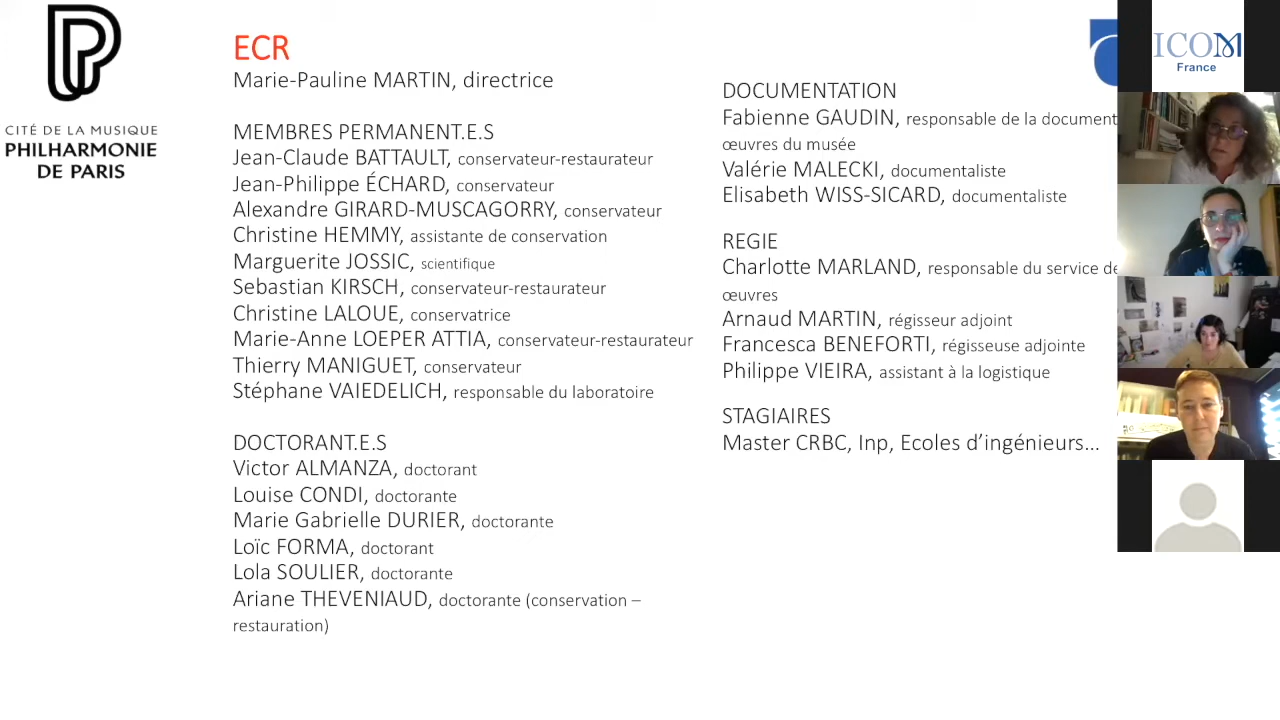 CITÉ DE LA MUSIQUE
PHILHARMONIE
DE PARIS
ECR
Marie-Pauline MARTIN, directrice
MEMBRES PERMANENT.E.S
Jean-Claude BATTAULT, conservateur-restaurateur
Jean-Philippe ÉCHARD, conservateur
Alexandre GIRARD-MUSCAGORRY, conservateur
Christine HEMMY, assistante de conservation
Marguerite JOSSIC, scientifique
Sebastian KIRSCH, conservateur-restaurateur
Christine LALOUE, conservatrice
Marie-Anne LOEPER ATTIA, conservateur-restaurateur
Thierry MANIGUET, conservateur
Stéphane VAIEDELICH, responsable du laboratoire
DOCTORANT.E.S
Victor ALMANZA, doctorant
Louise CONDI, doctorante
Marie Gabrielle DURIER, doctorante
Loïc FORMA, doctorant
Lola SOULIER, doctorante
Ariane THEVENIAUD, doctorante (conservation –
restauration)
DOCUMENTATION
Fabienne GAUDIN, responsable de la document
œuvres du musée
Valérie MALECKI, documentaliste
Elisabeth WISS-SICARD, documentaliste
REGIE
Charlotte MARLAND, responsable du service de
œuvres
Arnaud MARTIN, régisseur adjoint
Francesca BENEFORTI, régisseuse adjointe
Philippe VIEIRA, assistant à la logistique
STAGIAIRES
Master CRBC, Inp, Ecoles d’ingénieurs...
ICOM
France